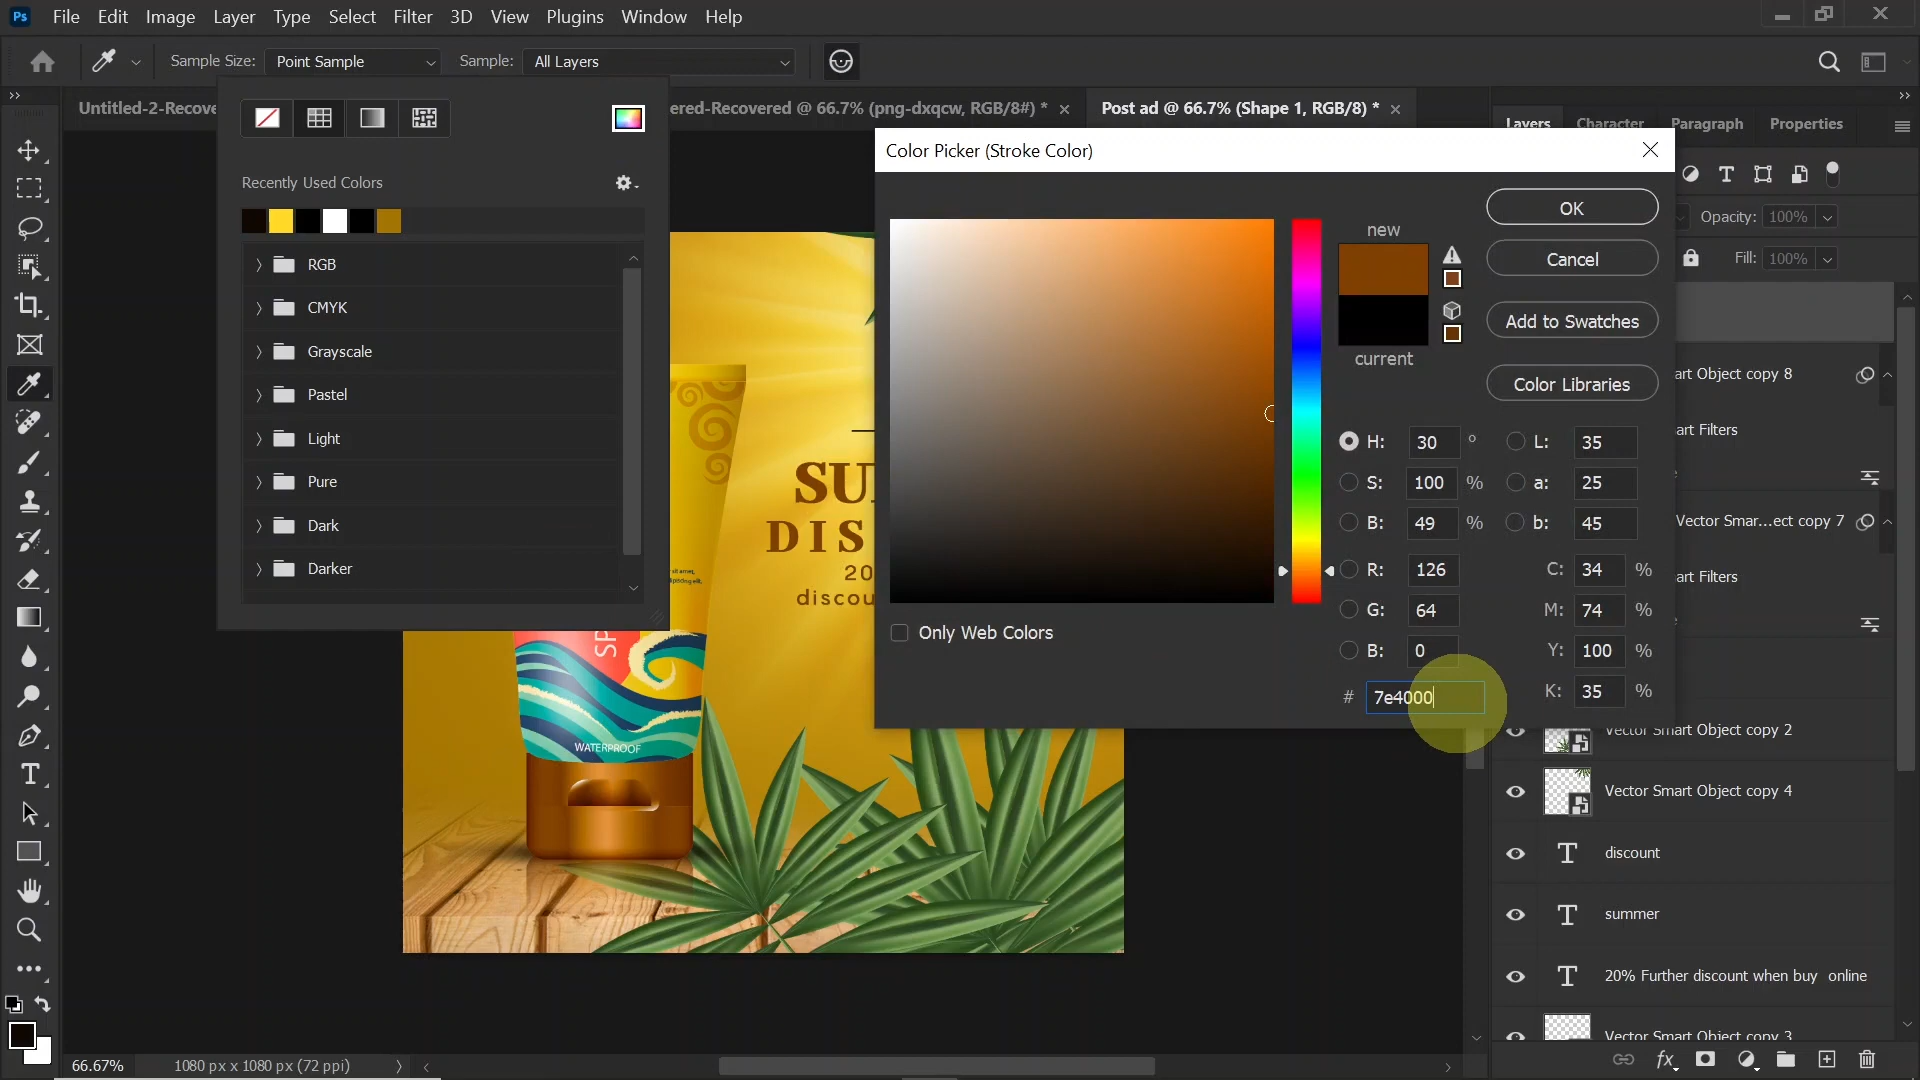 Ps File Edit Image Layer Type Select Filter 3D View Plugins Window Help
Sample Size: Point Sample Sample: All Layers
Untitled-2-Recove
ered-Recovered @ 66.7% (png-dxqcw, RGB/8#) *
Post ad @ 66.7% (Shape 1, RGB/8) *
Layers Character Paragraph Properties
Recently Used Colors
RGB
CMYK
Grayscale
Pastel
Light
Pure
Dark
Darker
Color Picker (Stroke Color)
new
current
OK
Cancel
Add to Swatches
Color Libraries
H: 30 ° L: 35
S: 100 % a: 25
B: 49 % b: 45
R: 126 C: 34 %
G: 64 M: 74 %
B: 0 Y: 100 %
# 7e4000 K: 35 %
Only Web Colors
Opacity: 100%
Fill: 100%
art Object copy 8
art Filters
Vector Smar...ect copy 7
art Filters
Vector Smart Object copy 2
Vector Smart Object copy 4
discount
summer
20% Further discount when buy online
Vector Smart Object copy 3
SU
DIS
20
discou
sit amet,
SP
WATERPROOF
66.67% 1080 px x 1080 px (72 ppi)